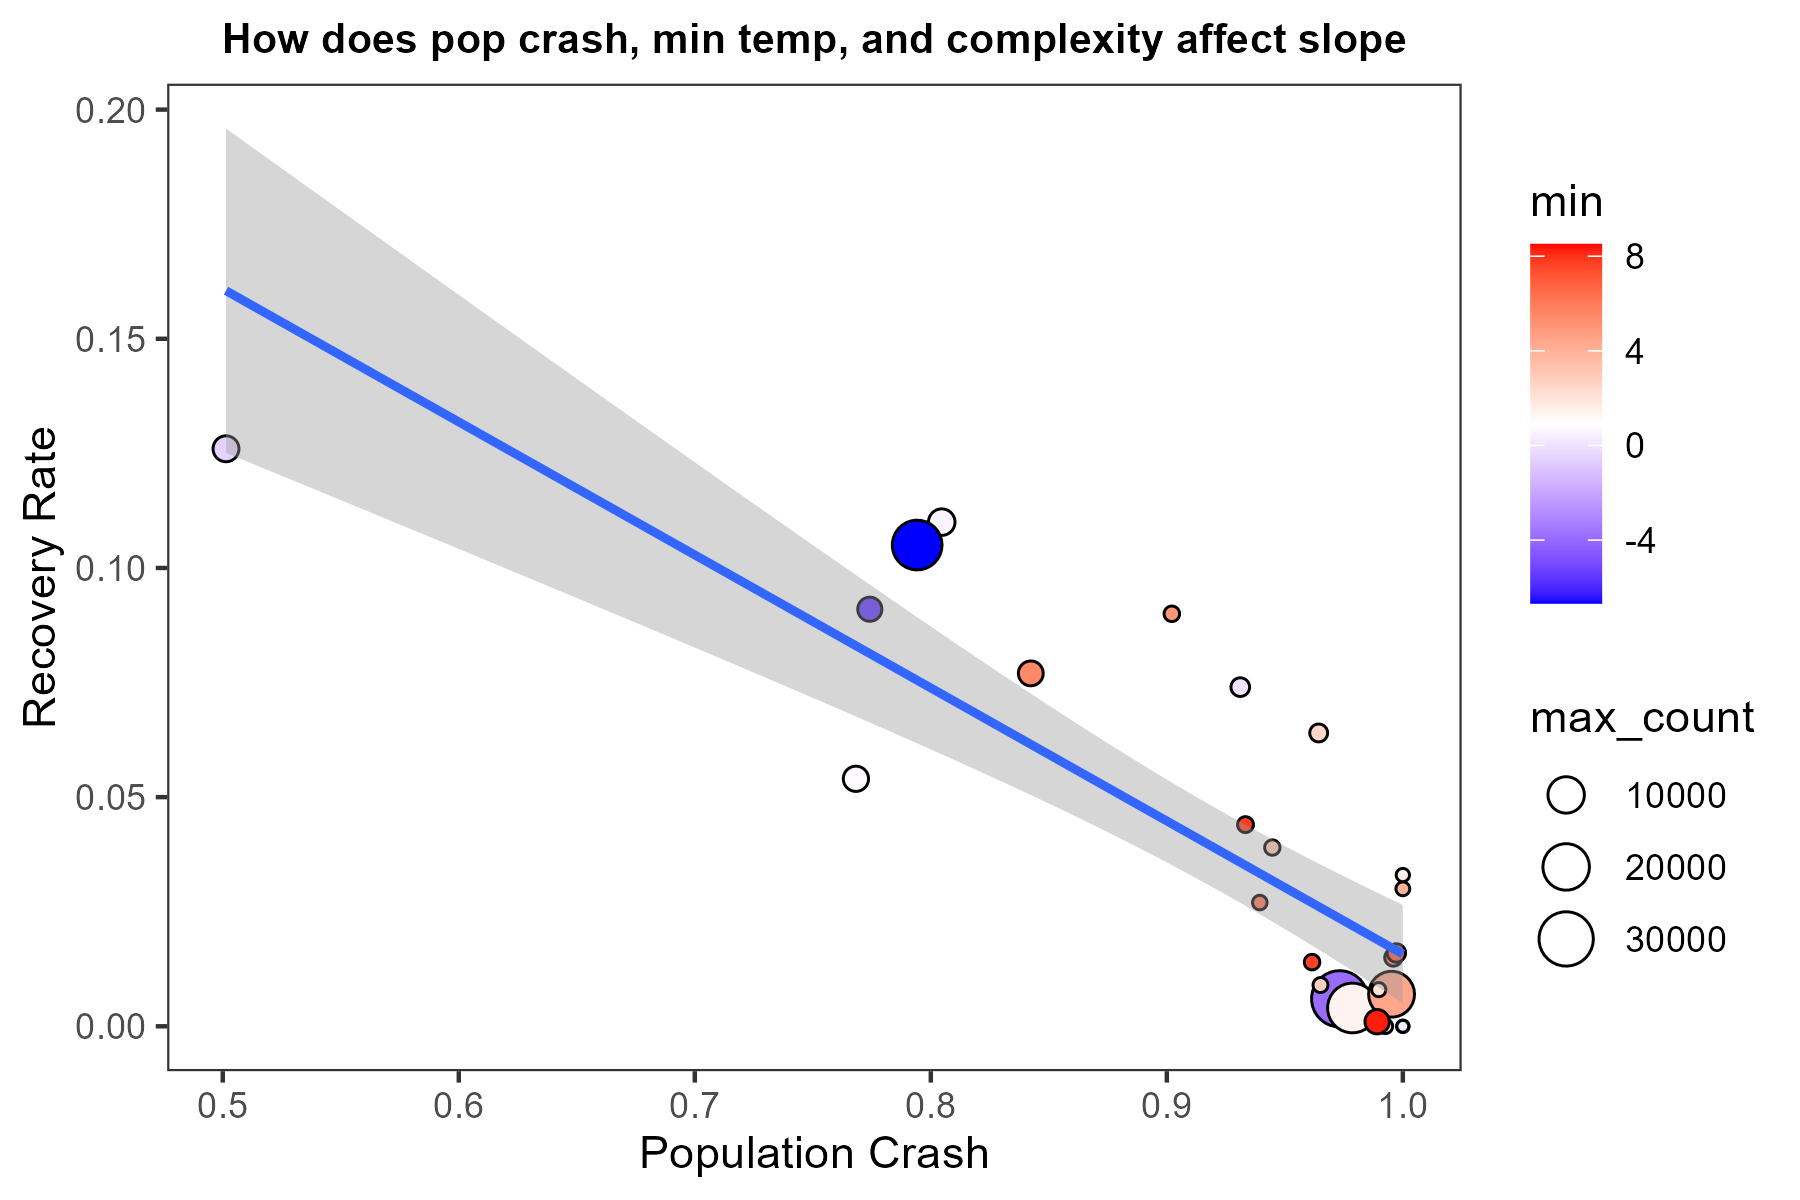 How does pop crash, min temp, and complexity affect slope
0.20
0.15
0.10
0.05
0.00
Recovery Rate
0.5 0.6 0.7 0.8 0.9 1.0
Population Crash
min
8
4
0
-4
max_count
10000
20000
30000